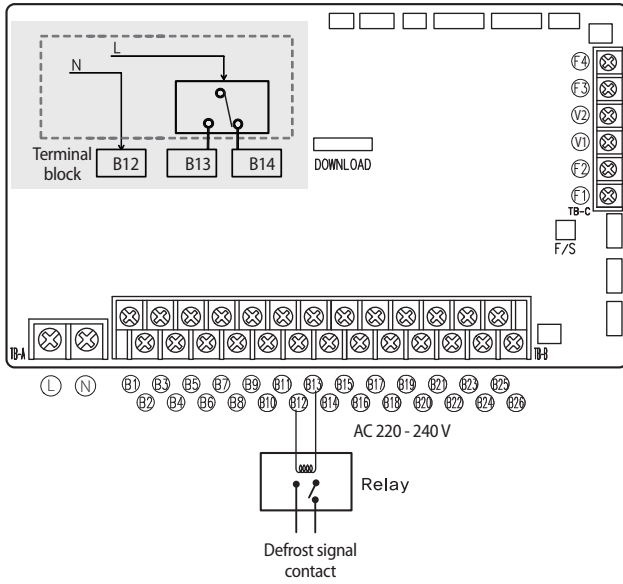 L
N
Terminal
block
B12
B13
B14
DOWNLOAD
F4
F3
V2
V1
F2
F1
TB-C
F/S
TB-A
TB-B
L N B1 B3 B5 B7 B9 B11 B13 B15 B17 B19 B21 B23 B25
B2 B4 B6 B8 B10 B12 B14 B16 B18 B20 B22 B24 B26
AC 220 - 240 V
Relay
Defrost signal
contact